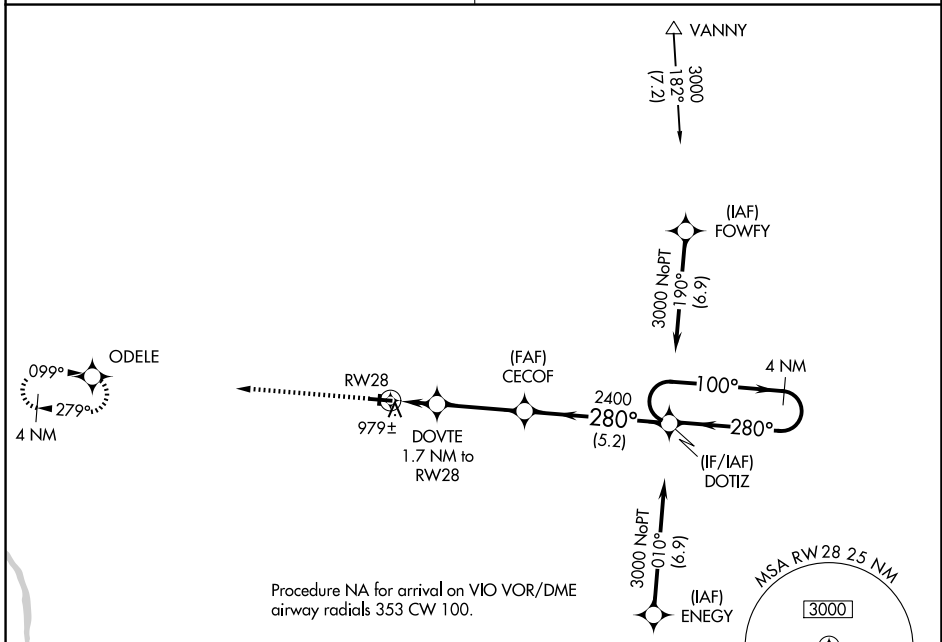 VANNY
3000
182°
(7.2)
(IAF)
FOWFY
3000 NoPT
190°
(6.9)
ODELE
099°
279°
4 NM
(FAF)
CECOF
RW28
979±
DOVTE
1.7 NM to
RW28
2400
280°
(5.2)
100°
4 NM
280°
(IF/IAF)
DOTIZ
3000 NoPT
010°
(6.9)
(IAF)
ENEGY
Procedure NA for arrival on VIO VOR/DME
airway radials 353 CW 100.
MSA RW28 25 NM
3000